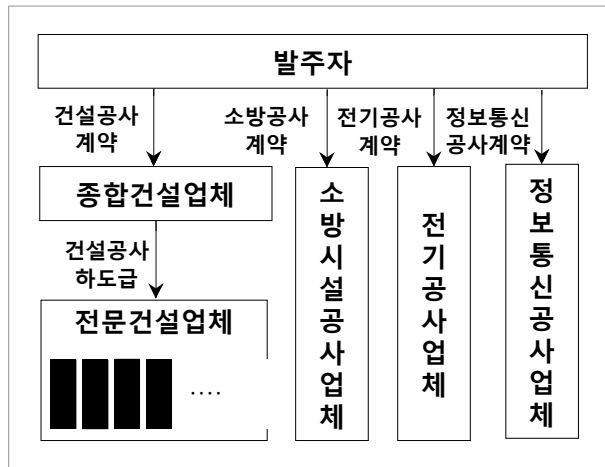 발주자
건설공사
계약
소방공사
계약
전기공사
계약
정보통신
공사계약
종합건설업체
건설공사
하도급
전문건설업체
....
소방시설공사업체
전기공사업체
정보통신공사업체